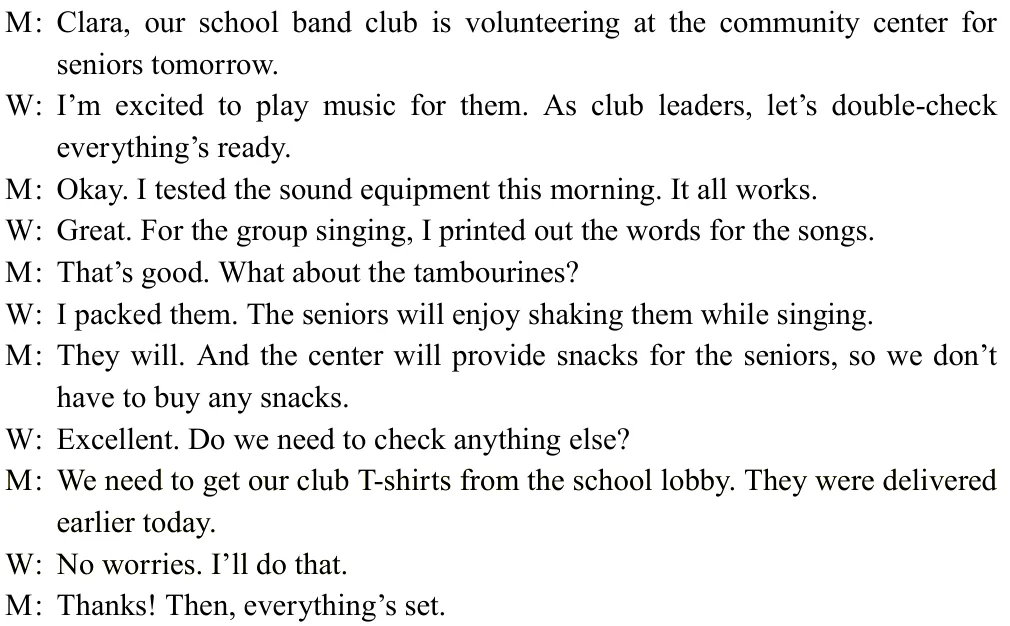 M: Clara, our school band club is volunteering at the community center for
seniors tomorrow.
W: I’m excited to play music for them. As club leaders, let’s double-check
everything’s ready.
M: Okay. I tested the sound equipment this morning. It all works.
W: Great. For the group singing, I printed out the words for the songs.
M: That’s good. What about the tambourines?
W: I packed them. The seniors will enjoy shaking them while singing.
M: They will. And the center will provide snacks for the seniors, so we don’t
have to buy any snacks.
W: Excellent. Do we need to check anything else?
M: We need to get our club T-shirts from the school lobby. They were delivered
earlier today.
W: No worries. I’ll do that.
M: Thanks! Then, everything’s set.